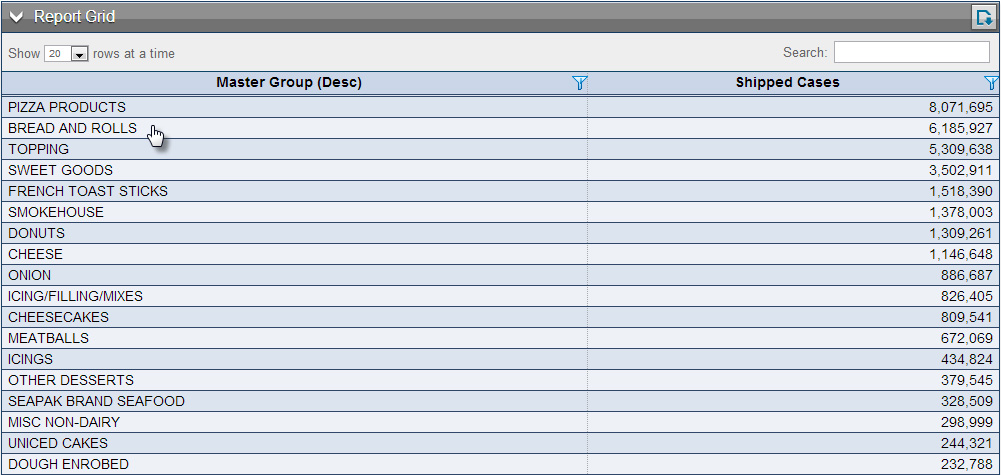 Report Grid
Show 20 rows at a time Search:
Master Group (Desc) Shipped Cases
PIZZA PRODUCTS 8,071,695
BREAD AND ROLLS 6,185,927
TOPPING 5,309,638
SWEET GOODS 3,502,911
FRENCH TOAST STICKS 1,518,390
SMOKEHOUSE 1,378,003
DONUTS 1,309,261
CHEESE 1,146,648
ONION 886,687
ICING/FILLING/MIXES 826,405
CHEESECAKES 809,541
MEATBALLS 672,069
ICINGS 434,824
OTHER DESSERTS 379,545
SEAPAK BRAND SEAFOOD 328,509
MISC NON-DAIRY 298,999
UNICED CAKES 244,321
DOUGH ENROBED 232,788